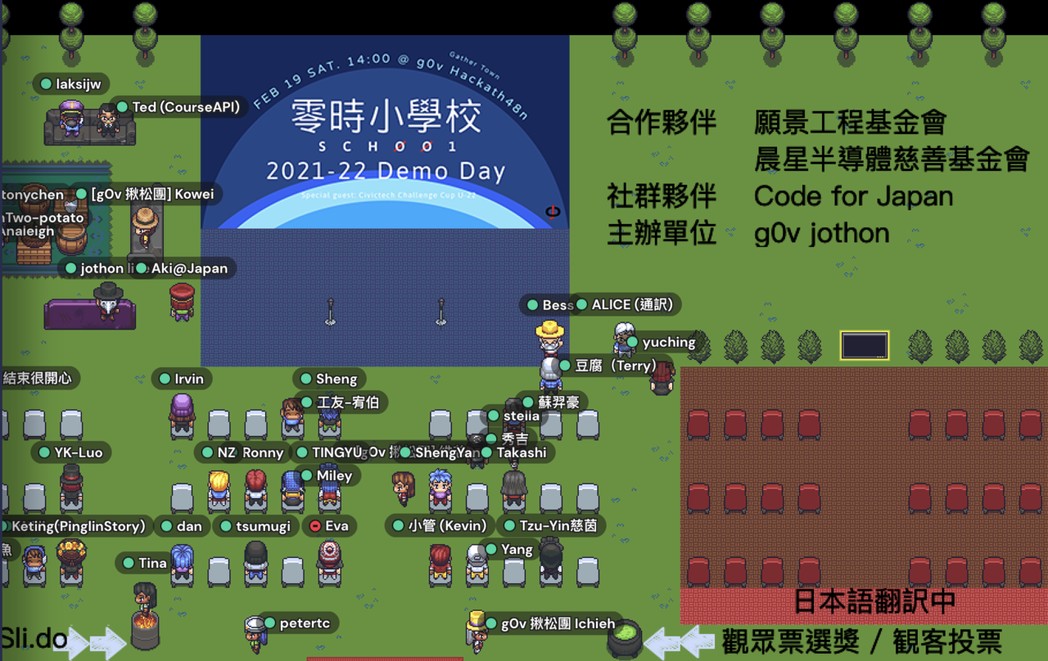 laksijw
Ted (CourseAPI)
FEB 19 SAT. 14:00 @ g0v Hackath48n
Gather Town
零時小學校
SCH001
2021-22 Demo Day
Special guest: Civictech Challenge Cup U-22
合作夥伴 願景工程基金會
晨星半導體慈善基金會
社群夥伴 Code for Japan
主辦單位 g0v jothon
tonychen
[g0v 揪松團] Kowei
Two-potato
Analeigh
jothon
Aki@Japan
Bess
ALICE (通訳)
yuching
豆腐 (Terry)
結束很開心
Irvin
Sheng
工友-宥伯
蘇羿豪
stella
秀吉
YK-Luo
NZ
Ronny
TINGYU
ShengYan
Takashi
Miley
Keting(PinglinStory)
dan
tsumugi
Eva
小管 (Kevin)
Tzu-Yin慈茵
魚
Tina
Yang
petertc
g0v 揪松團 Ichieh
日本語翻訳中
Sli.do
觀眾票選獎 / 観客投票